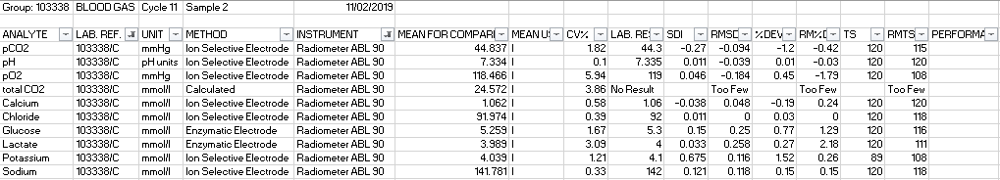 Group: 103338 BLOOD GAS Cycle 11 Sample 2 11/02/2019
ANALYTE LAB. REF. UNIT METHOD INSTRUMENT MEAN FOR COMPARI MEAN U CV% LAB. RES SDI RMSD %DEV RM%D TS RMTS PERFORMA
pCO2 103338/C mmHg Ion Selective Electrode Radiometer ABL 90 44.837 I 1.82 44.3 -0.27 -0.094 -1.2 -0.42 120 115
pH 103338/C pH units Ion Selective Electrode Radiometer ABL 90 7.334 I 0.1 7.335 0.011 -0.039 0.01 -0.03 120 120
pO2 103338/C mmHg Ion Selective Electrode Radiometer ABL 90 118.466 I 5.94 119 0.046 -0.184 0.45 -1.79 120 108
total CO2 103338/C mmol/l Calculated Radiometer ABL 90 24.572 I 3.86 No Result Too Few Too Few Too Few
Calcium 103338/C mmol/l Ion Selective Electrode Radiometer ABL 90 1.062 I 0.58 1.06 -0.038 0.048 -0.19 0.24 120 120
Chloride 103338/C mmol/l Ion Selective Electrode Radiometer ABL 90 91.974 I 0.39 92 0.011 0 0.03 0 120 118
Glucose 103338/C mmol/l Enzymatic Electrode Radiometer ABL 90 5.259 I 1.67 5.3 0.15 0.25 0.77 1.29 120 116
Lactate 103338/C mmol/l Enzymatic Electrode Radiometer ABL 90 3.989 I 3.09 4 0.033 0.258 0.27 2.18 120 111
Potassium 103338/C mmol/l Ion Selective Electrode Radiometer ABL 90 4.039 I 1.21 4.1 0.675 0.116 1.52 0.26 89 108
Sodium 103338/C mmol/l Ion Selective Electrode Radiometer ABL 90 141.781 I 0.33 142 0.121 0.118 0.15 0.15 120 118